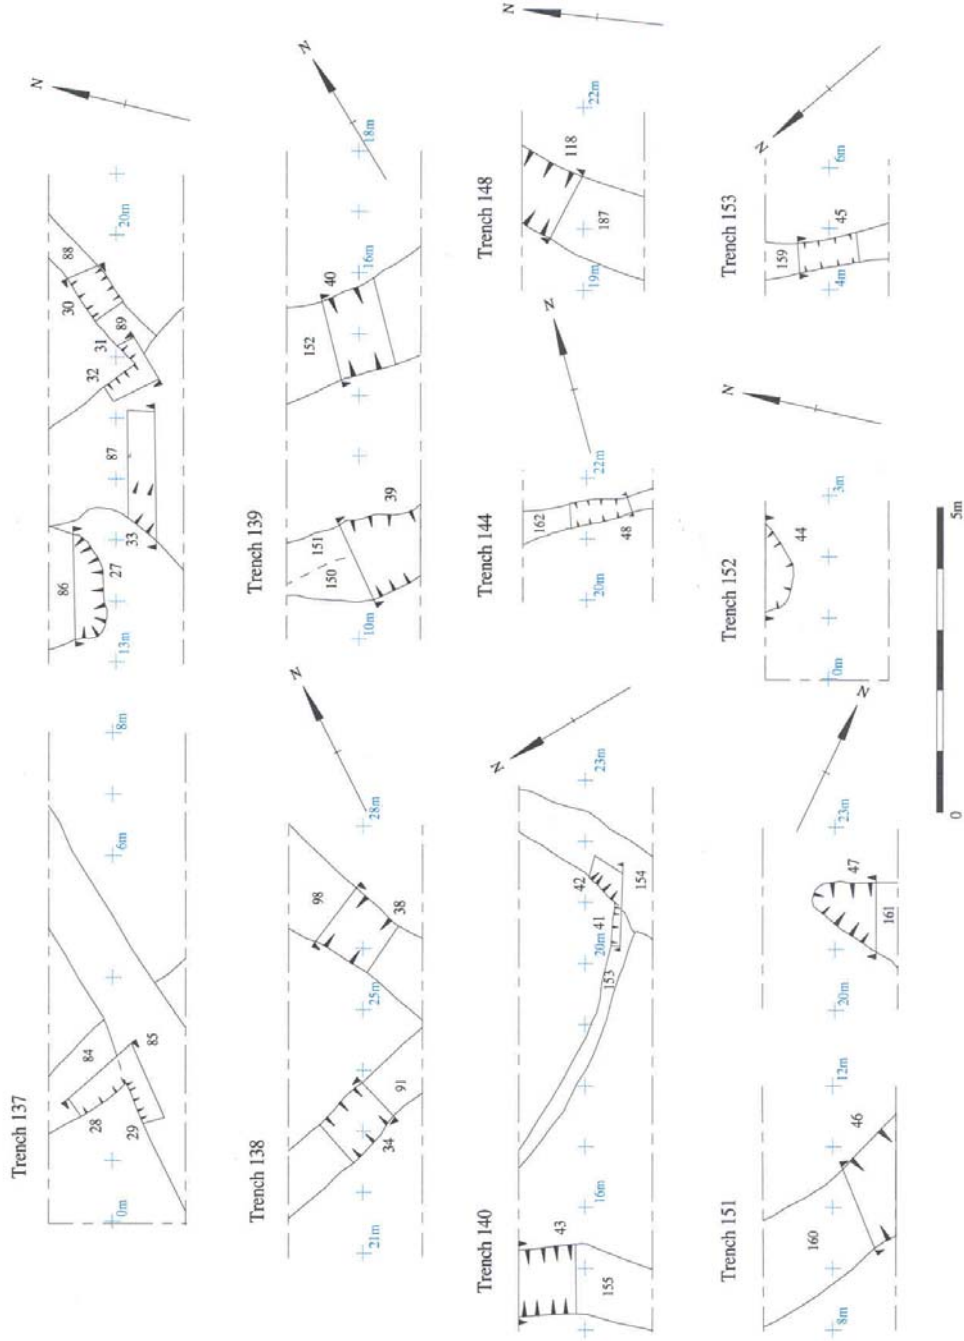 Trench 137
84
85
28
29
0m
6m
8m
86
27
33
87
13m
32
31
89
30
88
20m
N
Trench 138
34
91
98
38
21m
25m
28m
N
Trench 139
150
151
39
152
40
10m
16m
18m
N
Trench 140
43
155
16m
153
41
20m
42
154
23m
N
Trench 144
162
48
20m
22m
N
Trench 148
118
187
19m
22m
N
Trench 151
160
46
8m
12m
47
161
20m
23m
N
Trench 152
44
0m
3m
N
Trench 153
159
45
4m
6m
N
0
5m